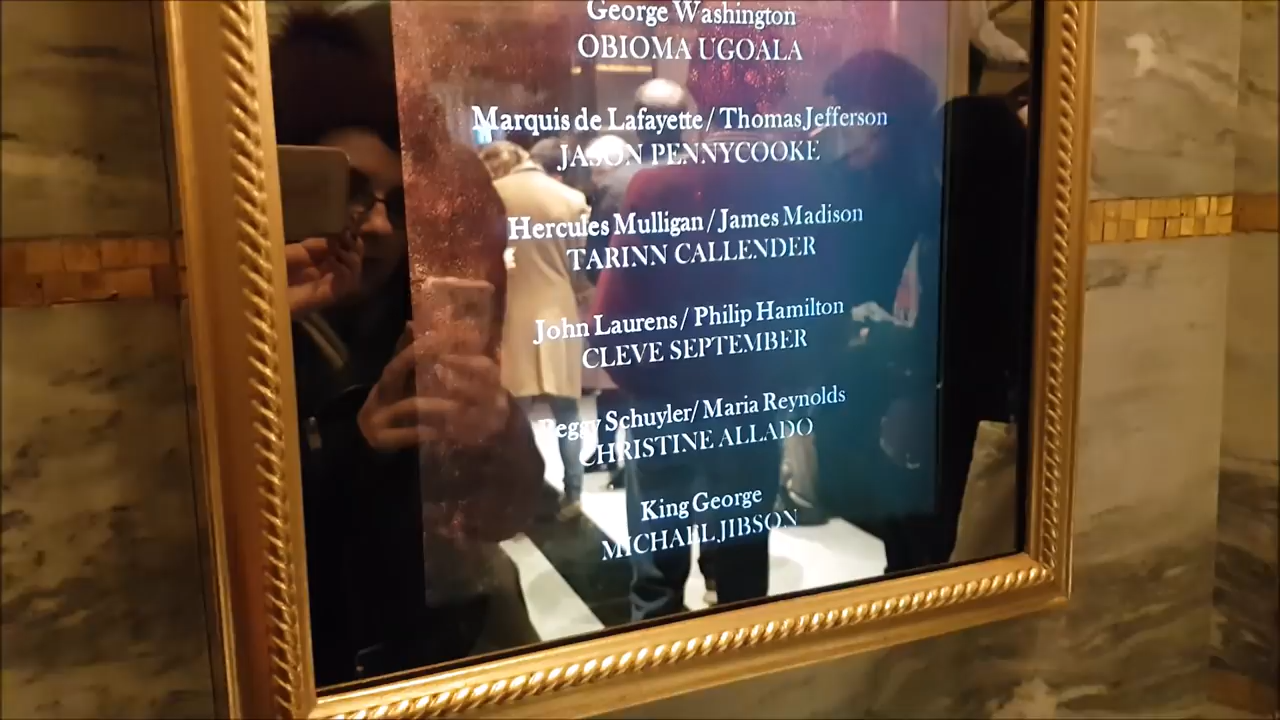 George Washington
OBIOMA UGOALA
Marquis de Lafayette / Thomas Jefferson
JASON PENNYCOOKE
Hercules Mulligan / James Madison
TARINN CALLENDER
John Laurens / Philip Hamilton
CLEVE SEPTEMBER
Peggy Schuyler/ Maria Reynolds
CHRISTINE ALLADO
King George
MICHAEL JIBSON